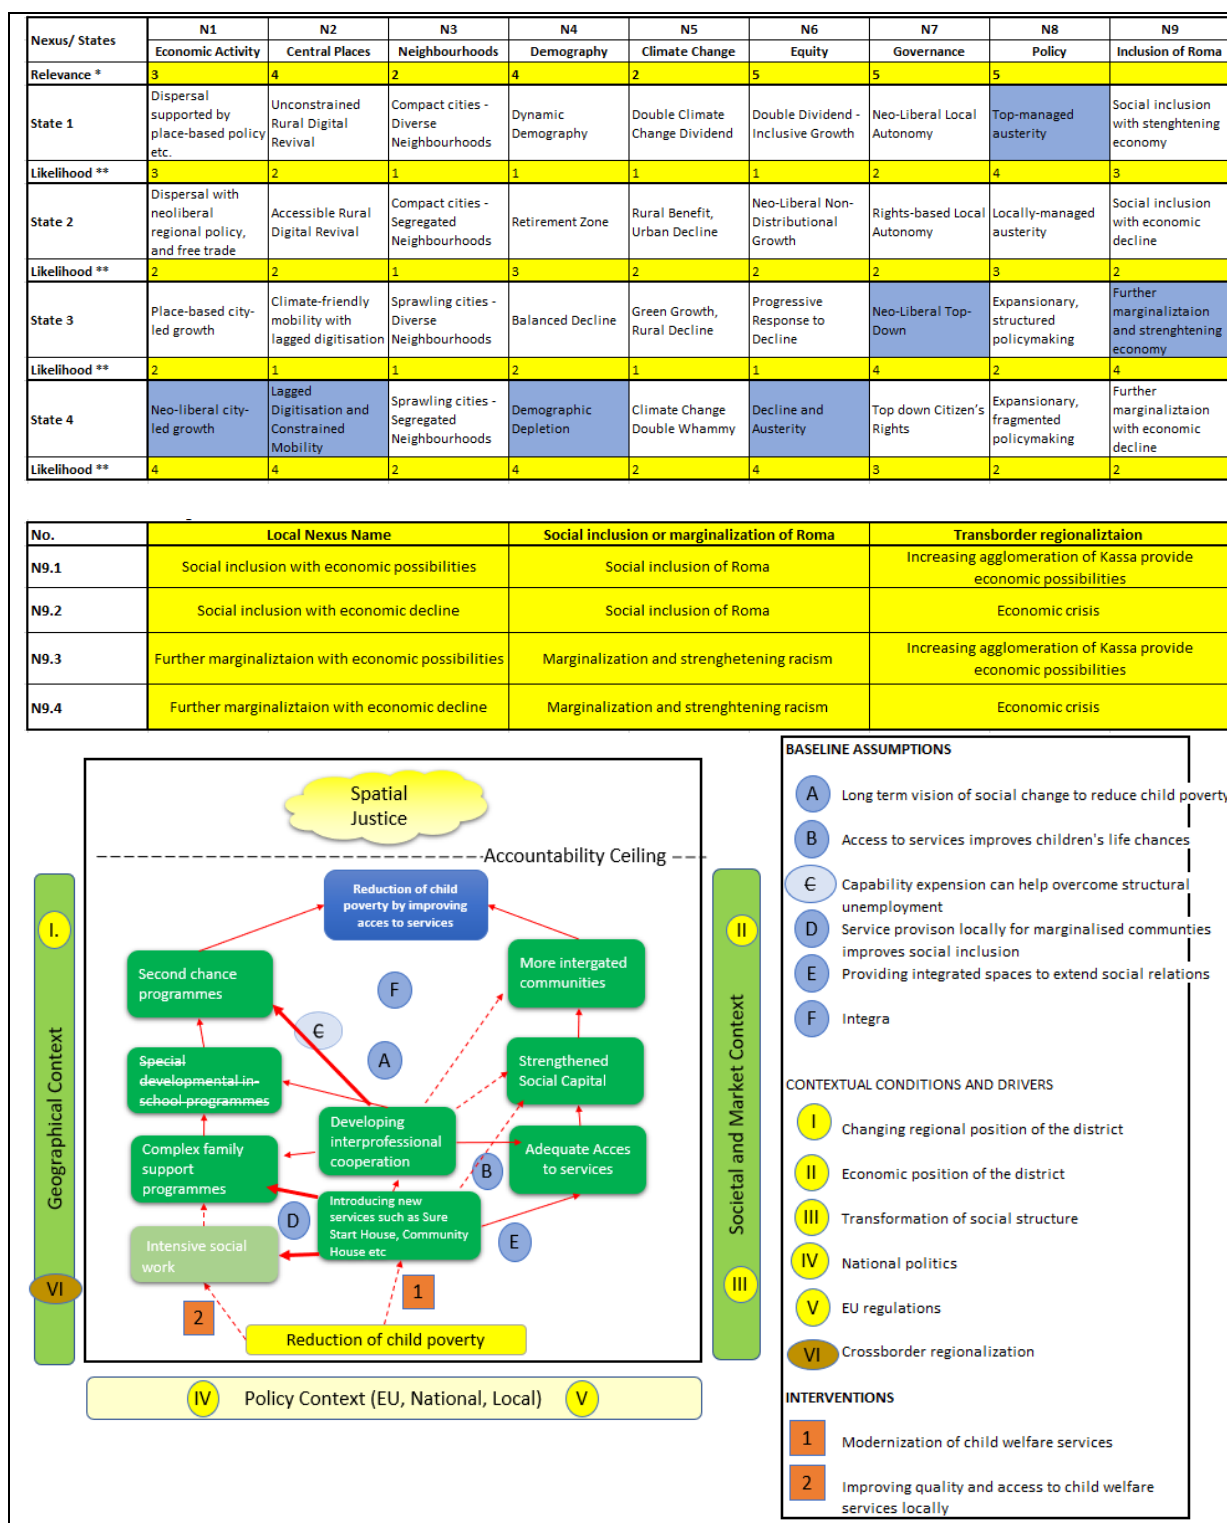 Nexus/ States
N1
N2
N3
N4
N5
N6
N7
N8
N9
Economic Activity
Central Places
Neighbourhoods
Demography
Climate Change
Equity
Governance
Policy
Inclusion of Roma
Relevance *
3
4
2
4
2
5
5
5
State 1
Dispersal
supported by
place-based policy
etc.
Unconstrained
Rural Digital
Revival
Compact cities -
Diverse
Neighbourhoods
Dynamic
Demography
Double Climate
Change Dividend
Double Dividend -
Inclusive Growth
Neo-Liberal Local
Autonomy
Top-managed
austerity
Social inclusion
with stenghtening
economy
Likelihood **
3
2
1
1
1
1
2
4
3
State 2
Dispersal with
neoliberal
regional policy,
and free trade
Accessible Rural
Digital Revival
Compact cities -
Segregated
Neighbourhoods
Retirement Zone
Rural Benefit,
Urban Decline
Neo-Liberal Non-
Distributional
Growth
Rights-based Local
Autonomy
Locally-managed
austerity
Social inclusion
with economic
decline
Likelihood **
2
2
1
3
2
2
2
3
2
State 3
Place-based city-
led growth
Climate-friendly
mobility with
lagged digitisation
Sprawling cities -
Diverse
Neighbourhoods
Balanced Decline
Green Growth,
Rural Decline
Progressive
Response to
Decline
Neo-Liberal Top-
Down
Expansionary,
structured
policymaking
Further
marginaliztaion
and strenghtening
economy
Likelihood **
2
1
1
2
1
1
4
2
4
State 4
Neo-liberal city-
led growth
Lagged
Digitisation and
Constrained
Mobility
Sprawling cities -
Segregated
Neighbourhoods
Demographic
Depletion
Climate Change
Double Whammy
Decline and
Austerity
Top down Citizen's
Rights
Expansionary,
fragmented
policymaking
Further
marginaliztaion
with economic
decline
Likelihood **
4
4
2
4
2
4
3
2
2
No.
Local Nexus Name
Social inclusion or marginalization of Roma
Transborder regionaliztaion
N9.1
Social inclusion with economic possibilities
Social inclusion of Roma
Increasing agglomeration of Kassa provide
economic possibilities
N9.2
Social inclusion with economic decline
Social inclusion of Roma
Economic crisis
N9.3
Further marginaliztaion with economic possibilities
Marginalization and strenghetening racism
Increasing agglomeration of Kassa provide
economic possibilities
N9.4
Further marginaliztaion with economic decline
Marginalization and strenghtening racism
Economic crisis
Spatial
Justice
Accountability Ceiling
Reduction of child
poverty by improving
acces to services
Geographical Context
I.
Second chance
programmes
F
More intergated
communities
II
C
A
Special
developmental in-
school programmes
Strengthened
Social Capital
Developing
interprofessional
cooperation
Complex family
support
programmes
Adequate Acces
to services
B
Societal and Market Context
Introducing new
services such as Sure
Start House, Community
House etc
D
E
Intensive social
work
VI
III
1
2
Reduction of child poverty
IV
Policy Context (EU, National, Local)
V
BASELINE ASSUMPTIONS
A
Long term vision of social change to reduce child poverty
B
Access to services improves children's life chances
C
Capability expension can help overcome structural
unemployment
D
Service provison locally for marginalised communties
improves social inclusion
E
Providing integrated spaces to extend social relations
F
Integra
CONTEXTUAL CONDITIONS AND DRIVERS
I
Changing regional position of the district
II
Economic position of the district
III
Transformation of social structure
IV
National politics
V
EU regulations
VI
Crossborder regionalization
INTERVENTIONS
1
Modernization of child welfare services
2
Improving quality and access to child welfare
services locally